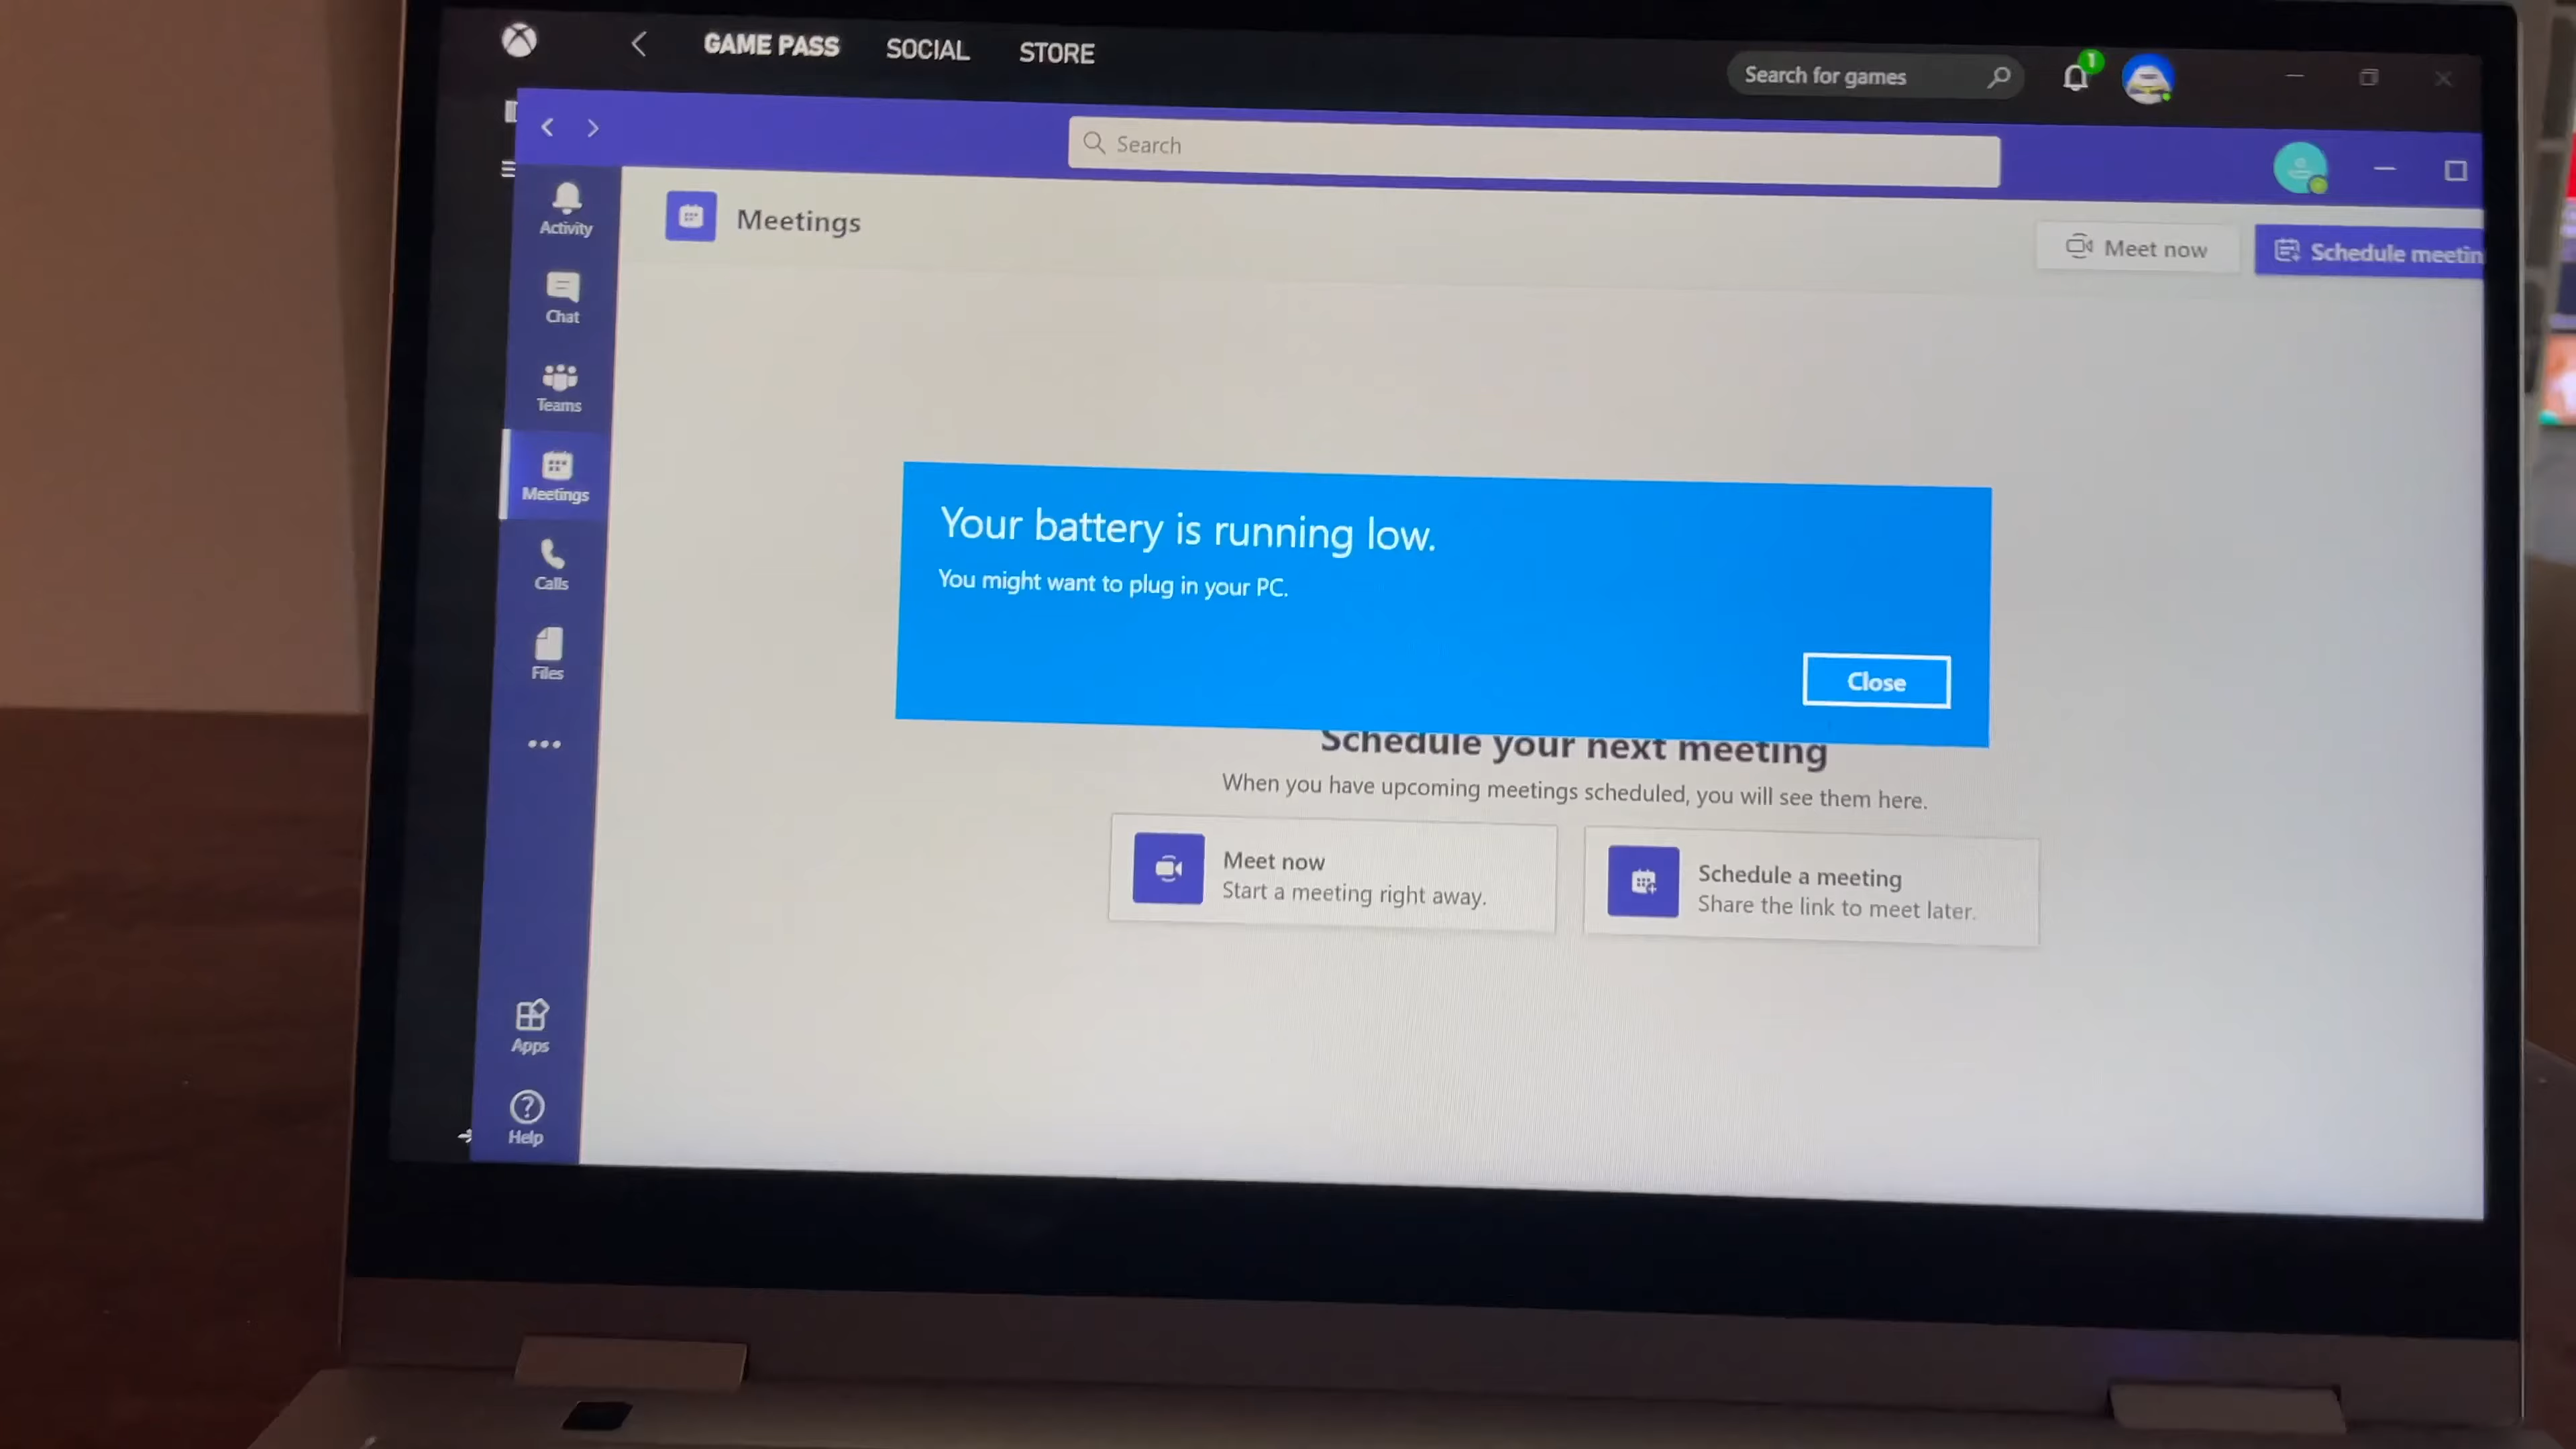 GAME PASS
SOCIAL
STORE
Search for games
1
Search
Activity
Chat
Teams
Meetings
Calls
Files
Apps
Help
Meetings
Meet now
Schedule meetin
Your battery is running low.
You might want to plug in your PC.
Close
Schedule your next meeting
When you have upcoming meetings scheduled, you will see them here.
Meet now
Start a meeting right away.
Schedule a meeting
Share the link to meet later.